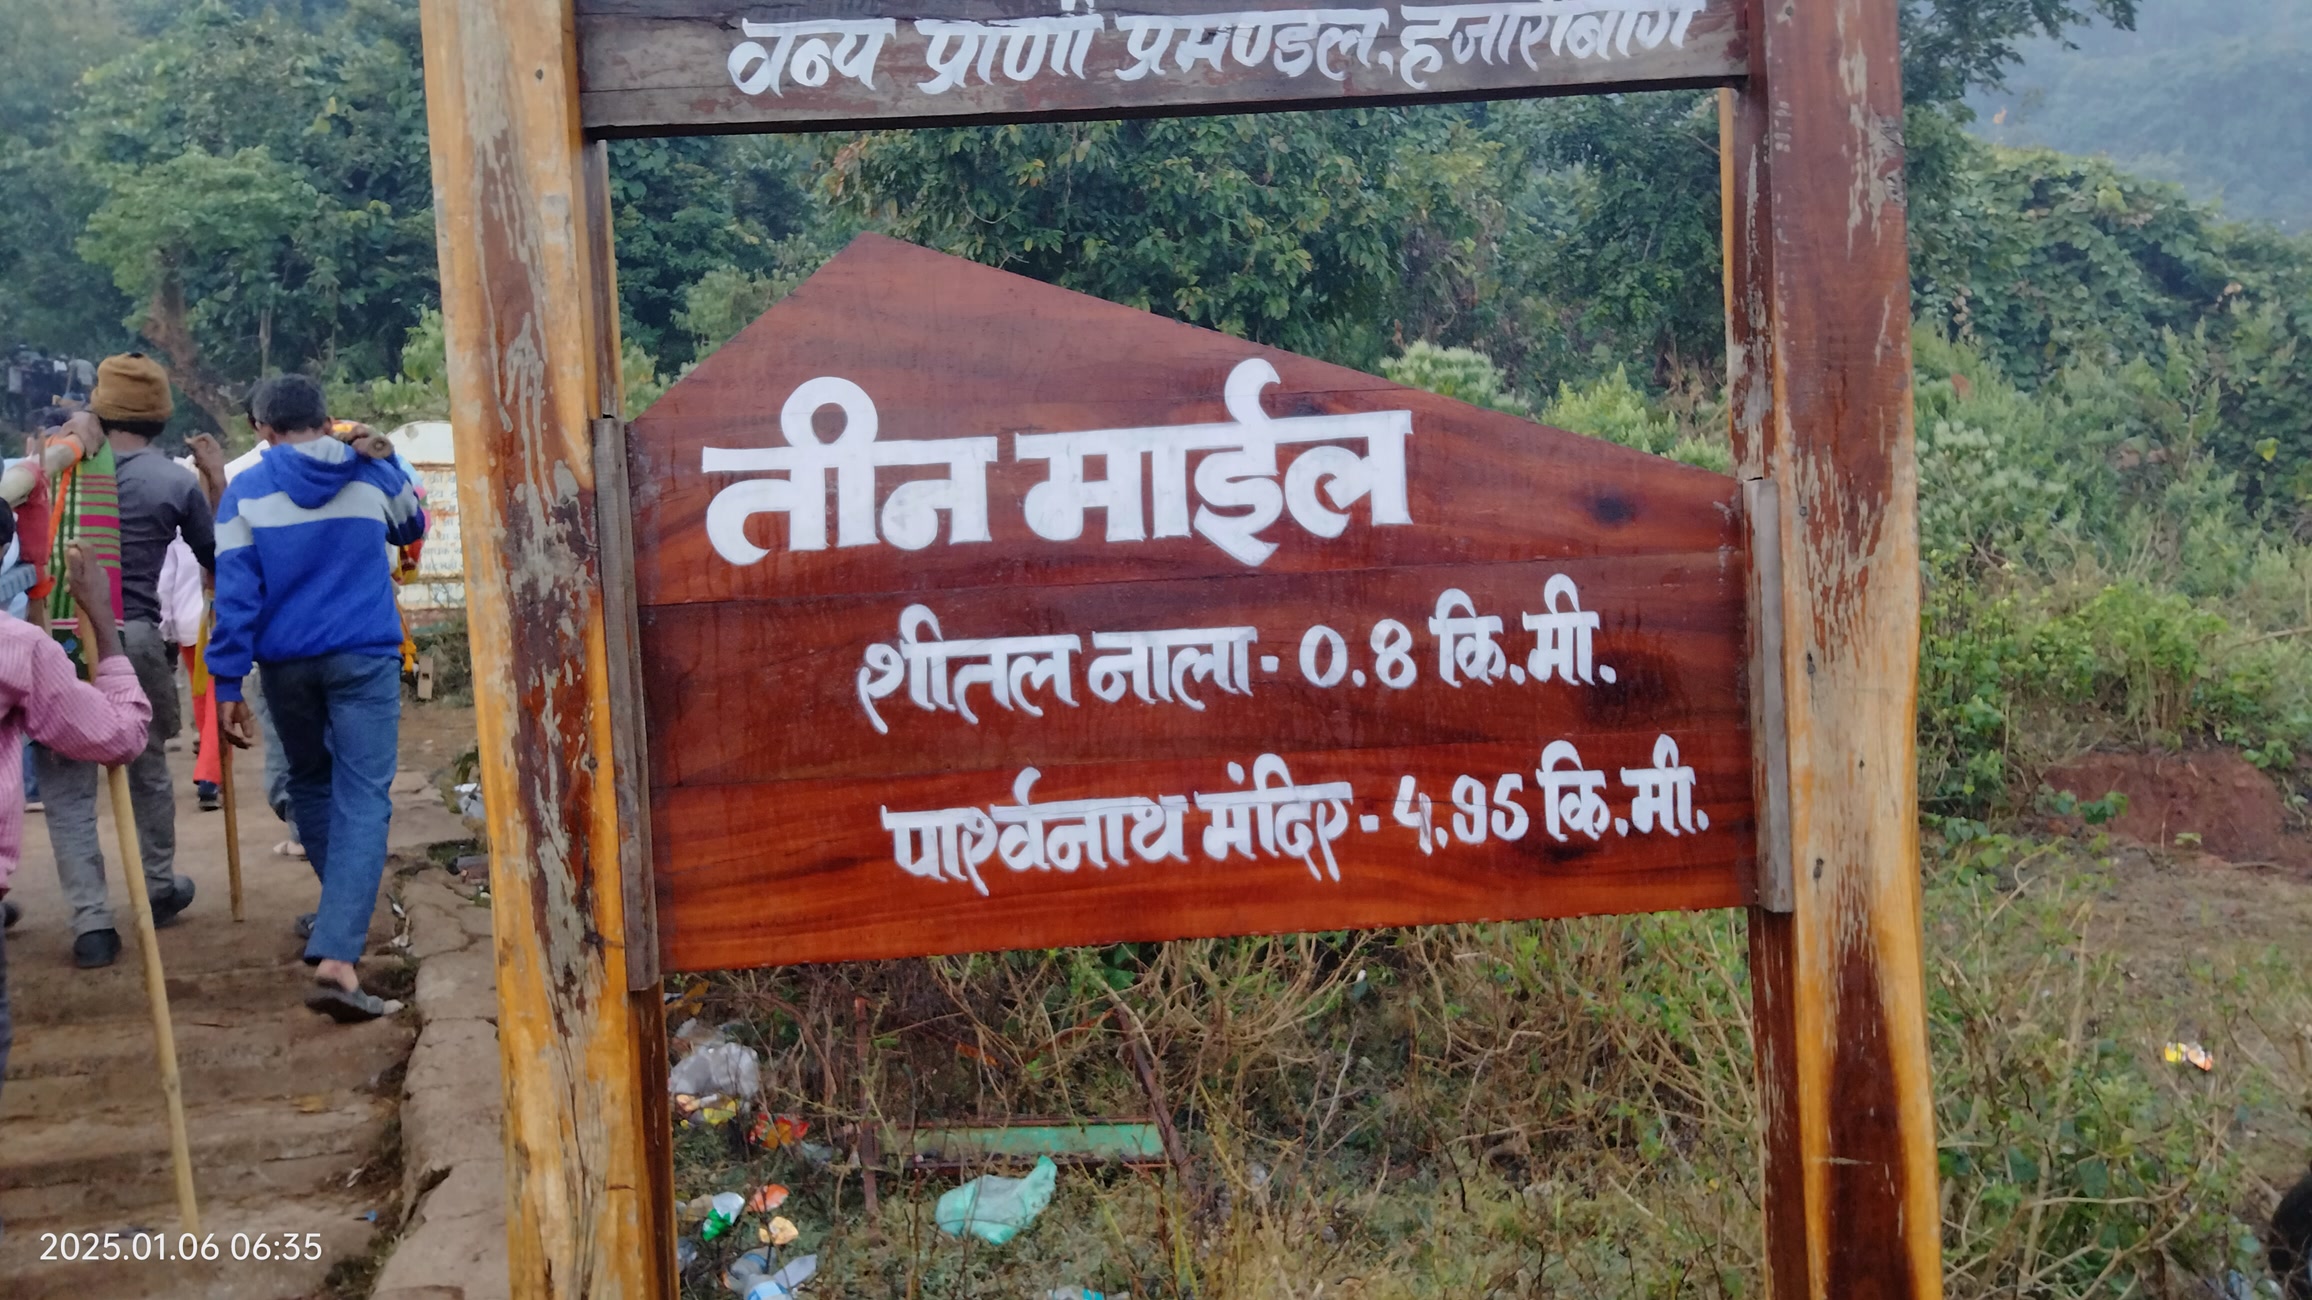 वन्य प्राणी प्रमण्डल, हजारीबाग
तीन माईल
शीतल नाला - 0.8 कि.मी.
पार्श्वनाथ मंदिर - 4.95 कि.मी.
2025.01.06 06:35